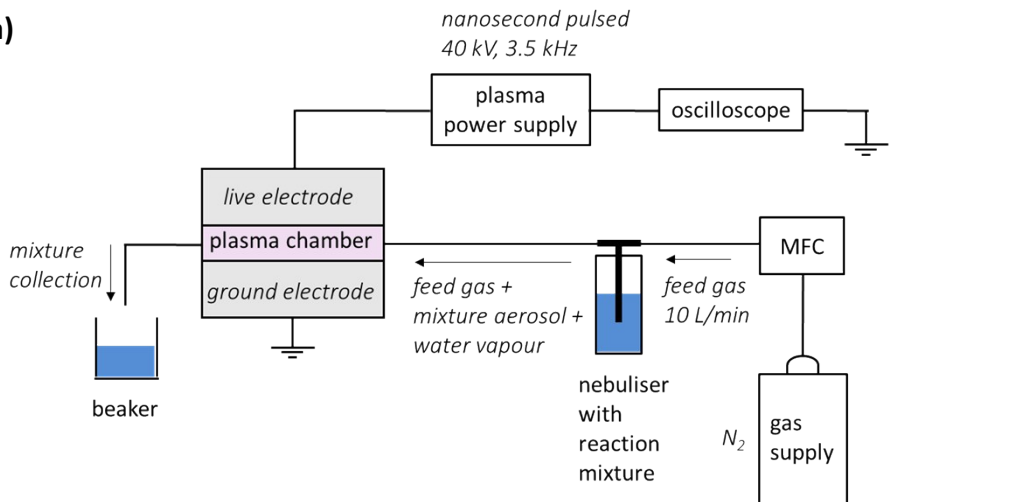 nanosecond pulsed
40 kV, 3.5 kHz
plasma
power supply
oscilloscope
live electrode
plasma chamber
ground electrode
mixture
collection
beaker
feed gas +
mixture aerosol +
water vapour
feed gas
10 L/min
MFC
nebuliser
with
reaction
mixture
N₂
gas
supply